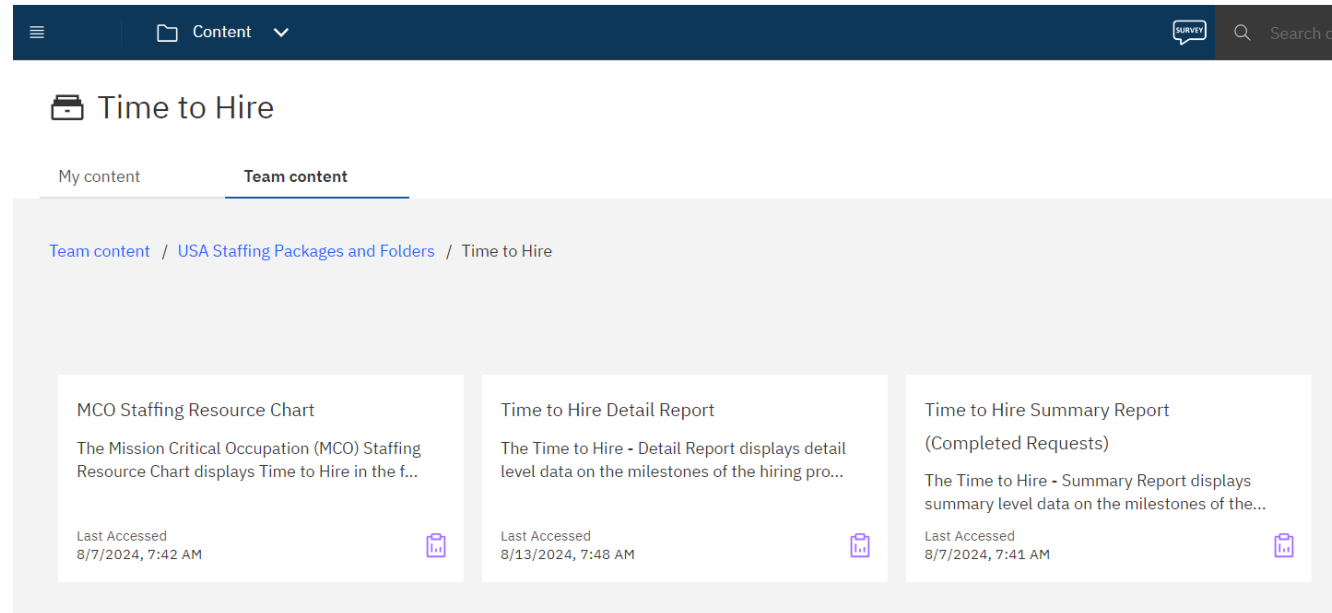 Content
SURVEY
Search
Time to Hire
My content
Team content
Team content / USA Staffing Packages and Folders / Time to Hire
MCO Staffing Resource Chart
The Mission Critical Occupation (MCO) Staffing
Resource Chart displays Time to Hire in the f...
Last Accessed
8/7/2024, 7:42 AM
Time to Hire Detail Report
The Time to Hire - Detail Report displays detail
level data on the milestones of the hiring pro...
Last Accessed
8/13/2024, 7:48 AM
Time to Hire Summary Report
(Completed Requests)
The Time to Hire - Summary Report displays
summary level data on the milestones of the...
Last Accessed
8/7/2024, 7:41 AM